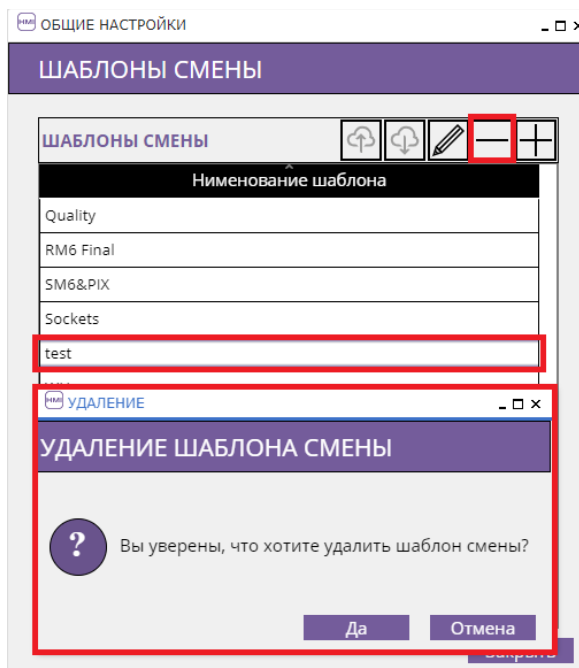 HMI ОБЩИЕ НАСТРОЙКИ
ШАБЛОНЫ СМЕНЫ
ШАБЛОНЫ СМЕНЫ
Нименование шаблона
Quality
RM6 Final
SM6&PIX
Sockets
test
HMI УДАЛЕНИЕ
УДАЛЕНИЕ ШАБЛОНА СМЕНЫ
? Вы уверены, что хотите удалить шаблон смены?
Да Отмена
Закрыть